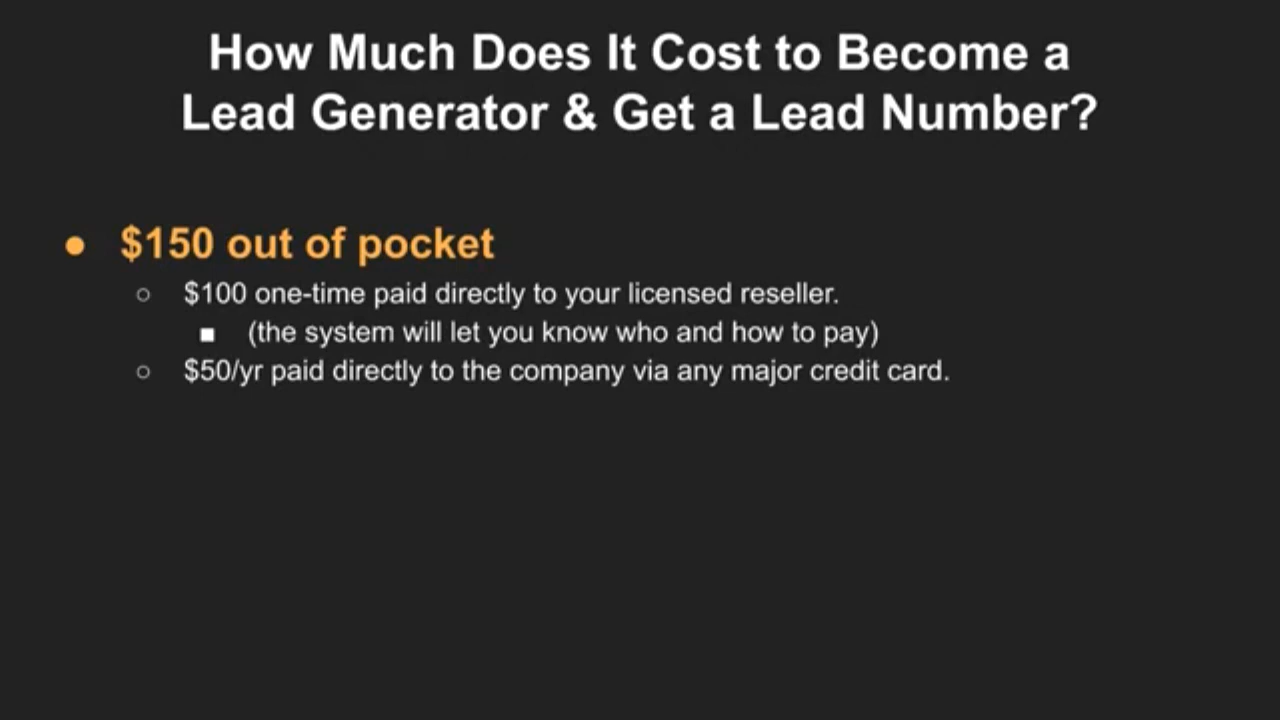 How Much Does It Cost to Become a
Lead Generator & Get a Lead Number?
● $150 out of pocket
○ $100 one-time paid directly to your licensed reseller.
■ (the system will let you know who and how to pay)
○ $50/yr paid directly to the company via any major credit card.